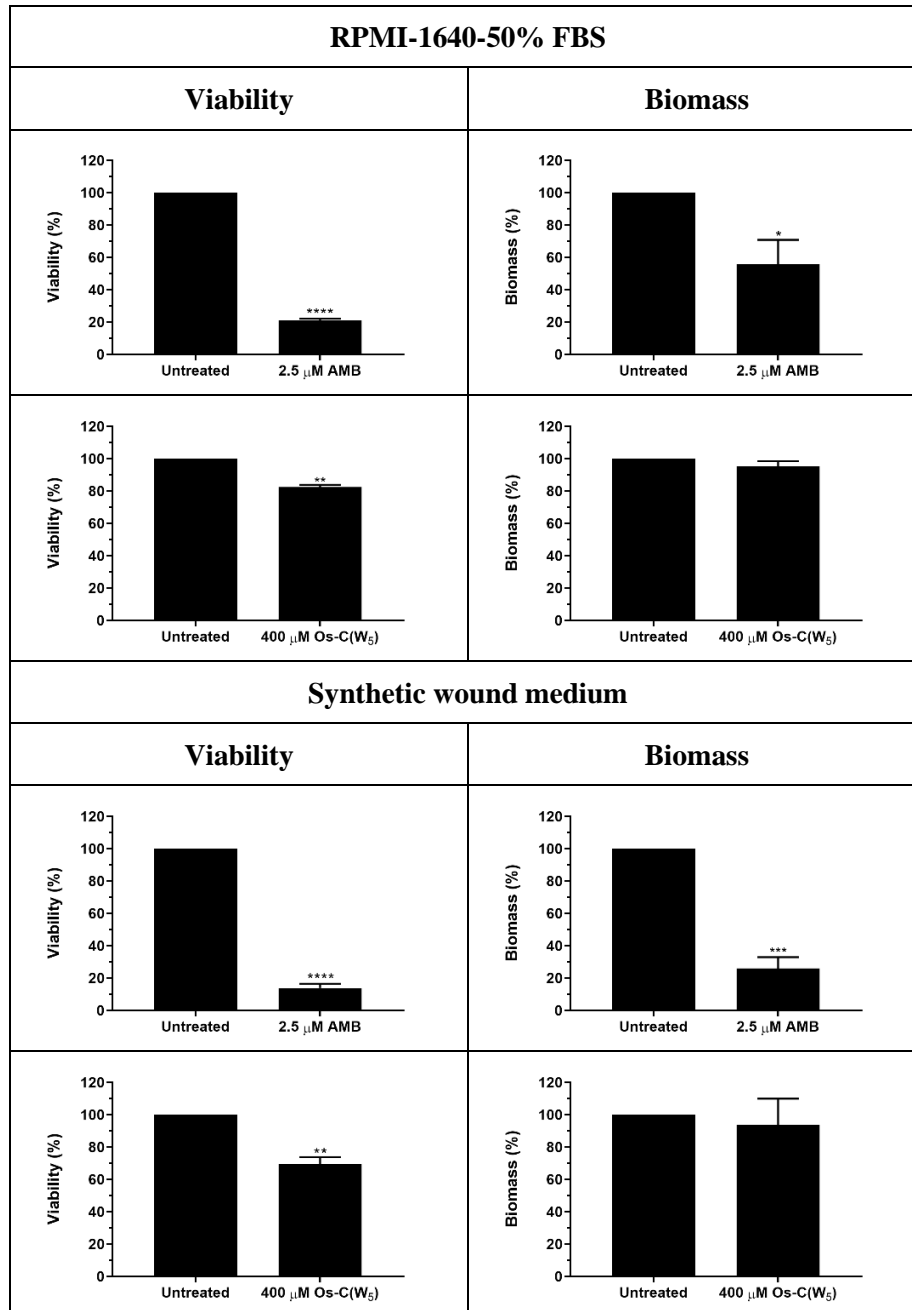 RPMI-1640-50% FBS
Viability
Biomass
Viability (%)
120
100
80
60
40
20
0
****
Untreated
2.5 μM AMB
Biomass (%)
120
100
80
60
40
20
0
*
Untreated
2.5 μM AMB
Viability (%)
120
100
80
60
40
20
0
**
Untreated
400 μM Os-C(W₅)
Biomass (%)
120
100
80
60
40
20
0
Untreated
400 μM Os-C(W₅)
Synthetic wound medium
Viability
Biomass
Viability (%)
120
100
80
60
40
20
0
****
Untreated
2.5 μM AMB
Biomass (%)
120
100
80
60
40
20
0
***
Untreated
2.5 μM AMB
Viability (%)
120
100
80
60
40
20
0
**
Untreated
400 μM Os-C(W₅)
Biomass (%)
120
100
80
60
40
20
0
Untreated
400 μM Os-C(W₅)